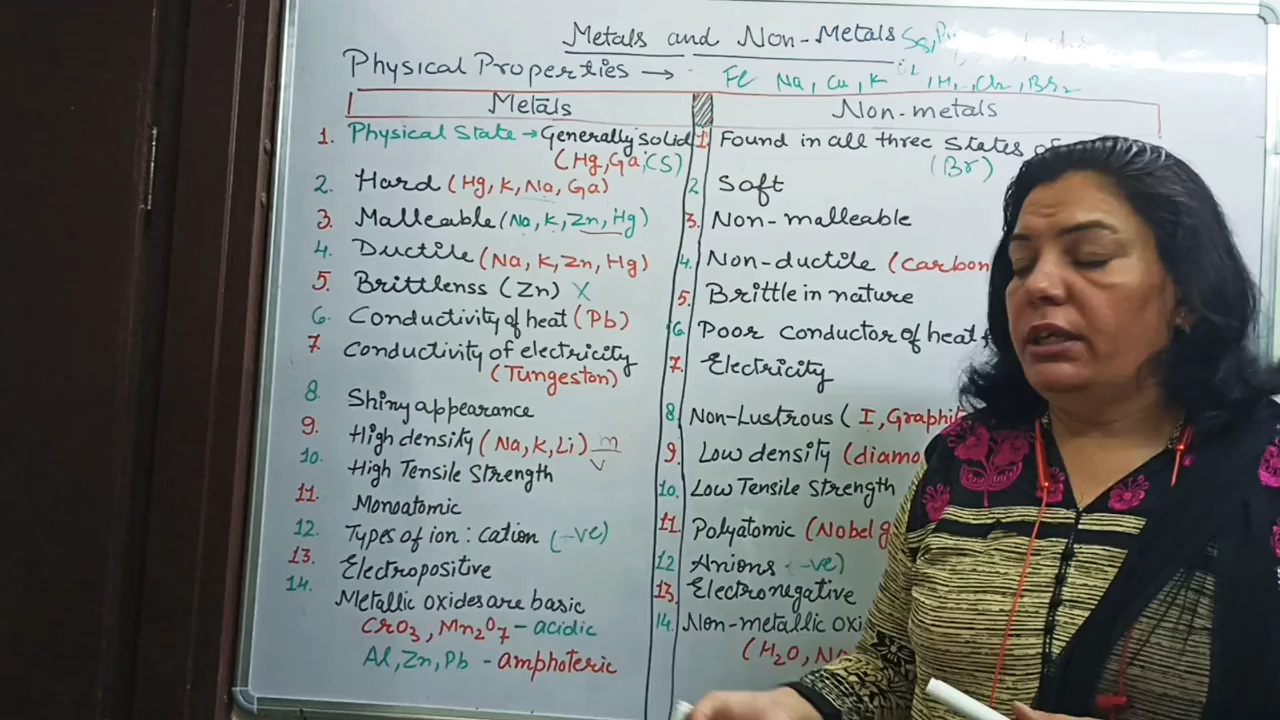 Metals and Non-Metals
Physical Properties → Fe Na, Cu, K H, Cl2, Br2
Metals Non-metals
1. Physical State → Generally solid
(Hg, Ga, CS)
2. Hard (Hg, K, Na, Ga)
3. Malleable (Na, K, Zn, Hg)
4. Ductile (Na, K, Zn, Hg)
5. Brittlenss (Zn) X
6. Conductivity of heat (Pb)
7 Conductivity of electricity
(Tungeston)
8 Shiny appearance
9. High density (Na, K, Li) m/v
10. High Tensile Strength
11. Monoatomic
12. Types of ion : cation (-ve)
13. Electropositive
14. Metallic oxides are basic
CrO3, Mn2O7 - acidic
Al, Zn, Pb - amphoteric
1. Found in all three States
(Br)
2 Soft
3. Non-malleable
4. Non-ductile (carbon
5. Brittle in nature
6. Poor conductor of heat
7. Electricity
8. Non-Lustrous ( I, Graphit
9. Low density (diamo
10. Low Tensile Strength
11. Polyatomic (Nobel g
12 Anions (-ve)
13. Electronegative
14. Non-metallic oxi
(H2O,